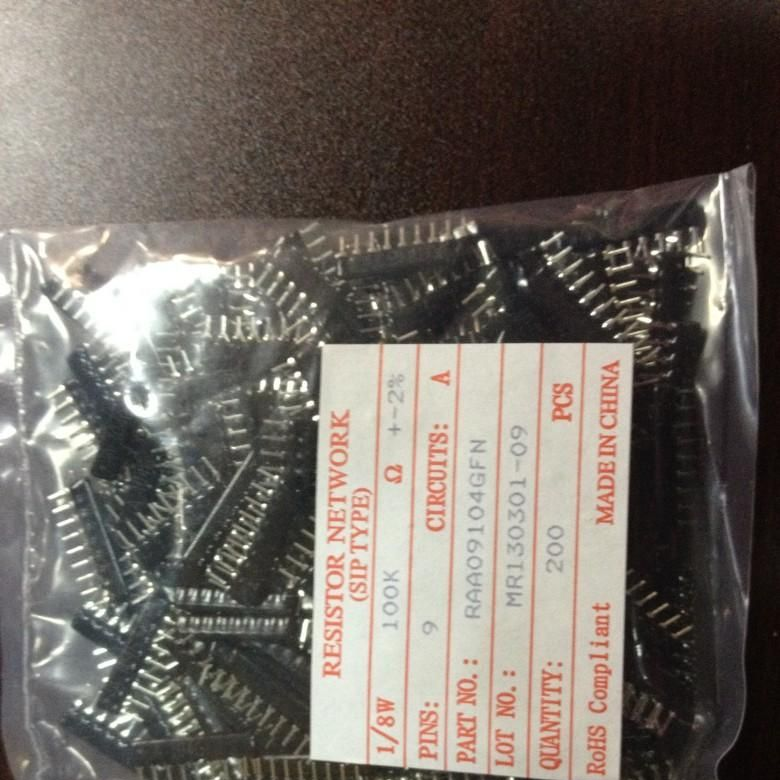 RESISTOR NETWORK
(SIP TYPE)
1/8W 100K Ω +-2%
PINS: 9 CIRCUITS: A
PART NO.: RAA09104GFN
LOT NO.: MR130301-09
QUANTITY: 200 PCS
RoHS Compliant MADE IN CHINA